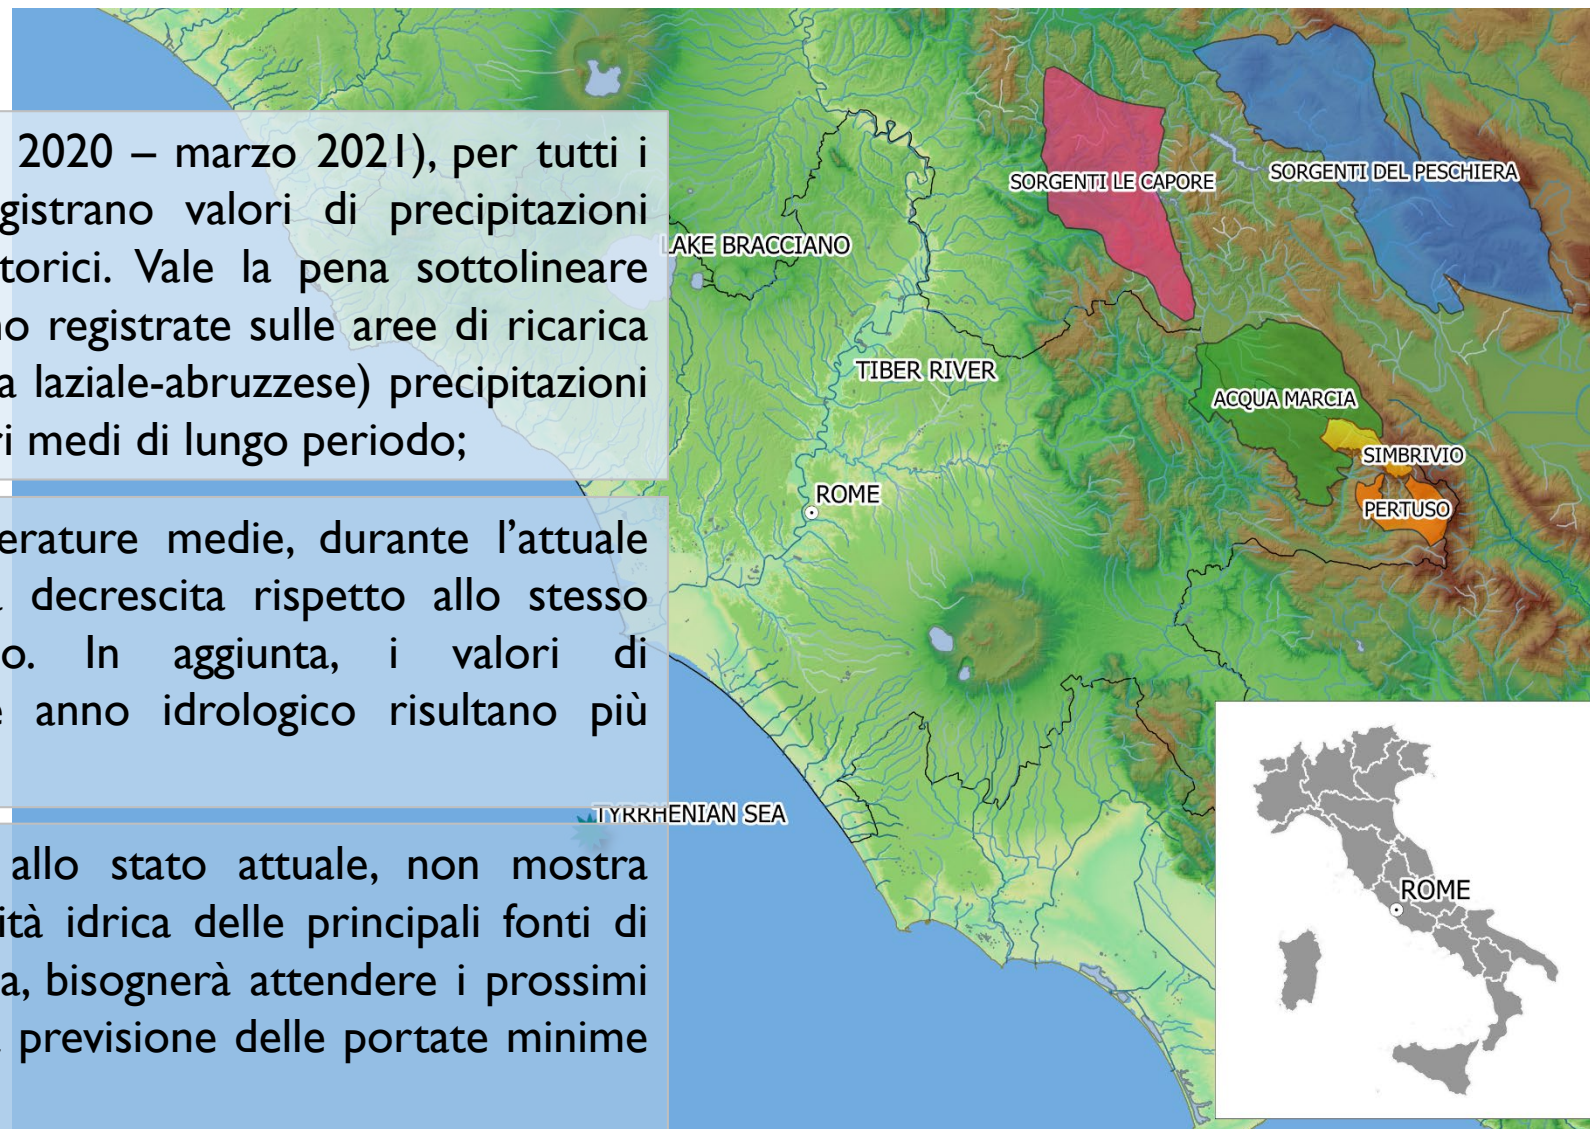 2020 – marzo 2021), per tutti i
gistrano valori di precipitazioni
torici. Vale la pena sottolineare
no registrate sulle aree di ricarica
a laziale-abruzzese) precipitazioni
ri medi di lungo periodo;
erature medie, durante l’attuale
decrescita rispetto allo stesso
o. In aggiunta, i valori di
e anno idrologico risultano più
allo stato attuale, non mostra
ità idrica delle principali fonti di
a, bisognerà attendere i prossimi
previsione delle portate minime
SORGENTI LE CAPORE
SORGENTI DEL PESCHIERA
LAKE BRACCIANO
TIBER RIVER
ACQUA MARCIA
SIMBRIVIO
ROME
PERTUSO
TYRRHENIAN SEA
ROME